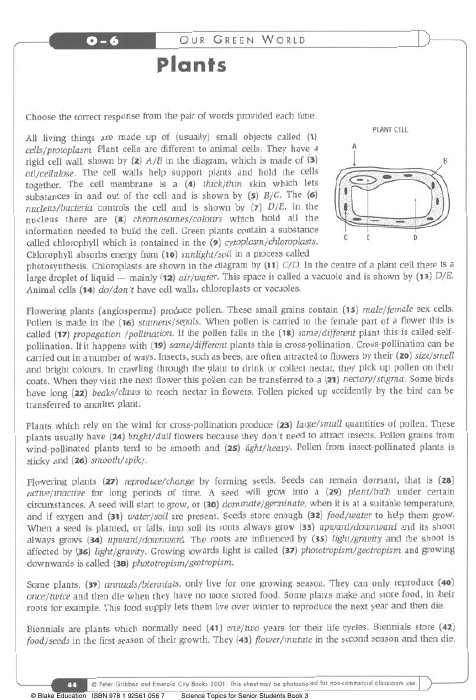 O–6
OUR GREEN WORLD
Plants
Choose the correct response from the pair of words provided each time.
PLANT CELL
A
B
C E D
All living things are made up of (usually) small objects called (1)
cells/protoplasm. Plant cells are different to animal cells. They have a
rigid cell wall, shown by (2) A/B in the diagram, which is made of (3)
oil/cellulose. The cell walls help support plants and hold the cells
together. The cell membrane is a (4) thick/thin skin which lets
substances in and out of the cell and is shown by (5) B/C. The (6)
nucleus/bacteria controls the cell and is shown by (7) D/E. In the
nucleus there are (8) chromosomes/colours which hold all the
information needed to build the cell. Green plants contain a substance
called chlorophyll which is contained in the (9) cytoplasm/chloroplasts.
Chlorophyll absorbs energy from (10) sunlight/soil in a process called
photosynthesis. Chloroplasts are shown in the diagram by (11) C/D. In the centre of a plant cell there is a
large droplet of liquid — mainly (12) air/water. This space is called a vacuole and is shown by (13) D/E.
Animal cells (14) do/don't have cell walls, chloroplasts or vacuoles.
Flowering plants (angiosperms) produce pollen. These small grains contain (15) male/female sex cells.
Pollen is made in the (16) stamens/sepals. When pollen is carried to the female part of a flower this is
called (17) propagation /pollination. If the pollen falls in the (18) same/different plant this is called self-
pollination. If it happens with (19) same/different plants this is cross-pollination. Cross-pollination can be
carried out in a number of ways. Insects, such as bees, are often attracted to flowers by their (20) size/smell
and bright colours. In crawling through the plant to drink or collect nectar, they pick up pollen on their
coats. When they visit the next flower this pollen can be transferred to a (21) nectary/stigma. Some birds
have long (22) beaks/claws to reach nectar in flowers. Pollen picked up accidently by the bird can be
transferred to another plant.
Plants which rely on the wind for cross-pollination produce (23) large/small quantities of pollen. These
plants usually have (24) bright/dull flowers because they don't need to attract insects. Pollen grains from
wind-pollinated plants tend to be smooth and (25) light/heavy. Pollen from insect-pollinated plants is
sticky and (26) smooth/spiky.
Flowering plants (27) reproduce/change by forming seeds. Seeds can remain dormant, that is (28)
active/inactive for long periods of time. A seed will grow into a (29) plant/bulb under certain
circumstances. A seed will start to grow, or (30) dominate/germinate, when it is at a suitable temperature,
and if oxygen and (31) water/soil are present. Seeds store enough (32) food/water to help them grow.
When a seed is planted, or falls, into soil its roots always grow (33) upward/downward and its shoot
always grows (34) upward/downward. The roots are influenced by (35) light/gravity and the shoot is
affected by (36) light/gravity. Growing towards light is called (37) phototropism/geotropism and growing
downwards is called (38) phototropism/geotropism.
Some plants, (39) annuals/biennials, only live for one growing season. They can only reproduce (40)
once/twice and then die when they have no more stored food. Some plants make and store food, in their
roots for example. This food supply lets them live over winter to reproduce the next year and then die.
Biennials are plants which normally need (41) one/two years for their life cycles. Biennials store (42)
food/seeds in the first season of their growth. They (43) flower/mutate in the second season and then die.
44 © Peter Gribben and Emerald City Books 2001. This sheet may be photocopied for non-commercial classroom use.
© Blake Education ISBN 978 1 92561 056 7 Science Topics for Senior Students Book 3